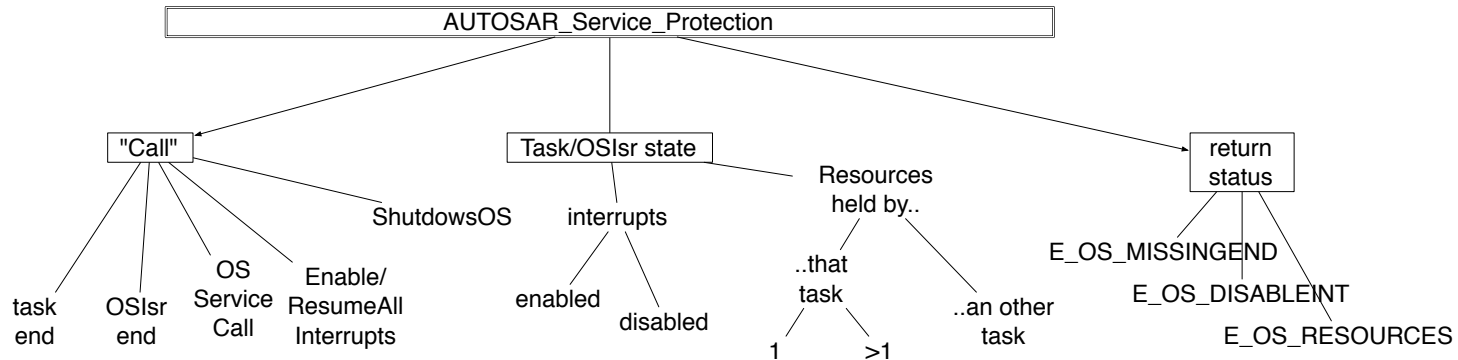 AUTOSAR_Service_Protection
"Call"
Task/OSIsr state
return
status
ShutdowsOS
interrupts
Resources
held by..
task
end
OSIsr
end
OS
Service
Call
Enable/
ResumeAll
Interrupts
enabled
disabled
..that
task
1
>1
..an other
task
E_OS_MISSINGEND
E_OS_DISABLEINT
E_OS_RESOURCES